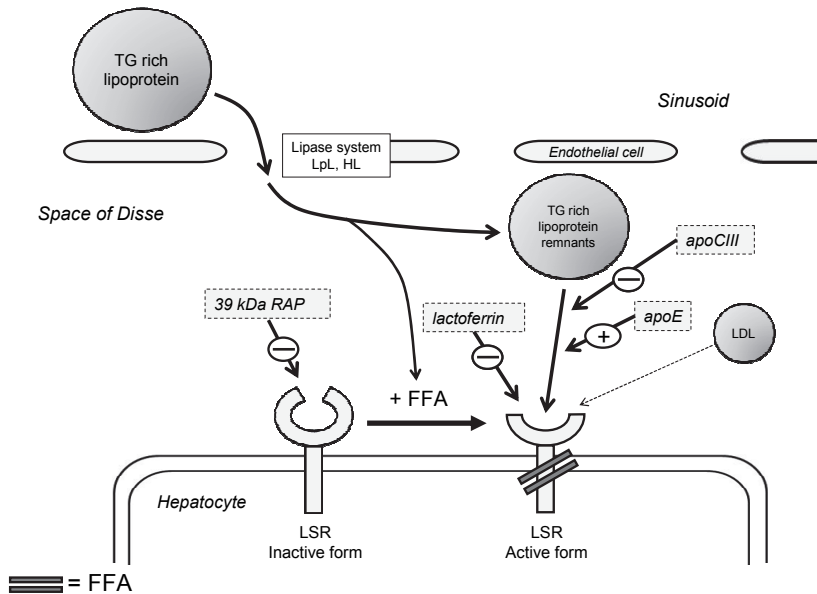 TG rich
lipoprotein
Sinusoid
Lipase system
LpL, HL
Endothelial cell
Space of Disse
TG rich
lipoprotein
remnants
apoCIII
39 kDa RAP
lactoferrin
apoE
+
LDL
+ FFA
Hepatocyte
LSR
Inactive form
LSR
Active form
= FFA